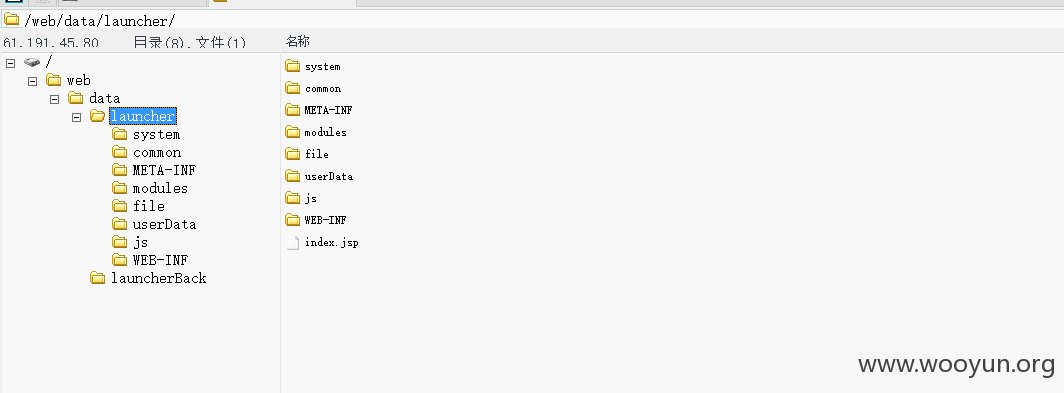 /web/data/launcher/
61.191.45.80 目录(8),文件(1) 名称
/
web
data
launcher
system
common
META-INF
modules
file
userData
js
WEB-INF
launcherBack
system
common
META-INF
modules
file
userData
js
WEB-INF
index.jsp
www.wooyun.org